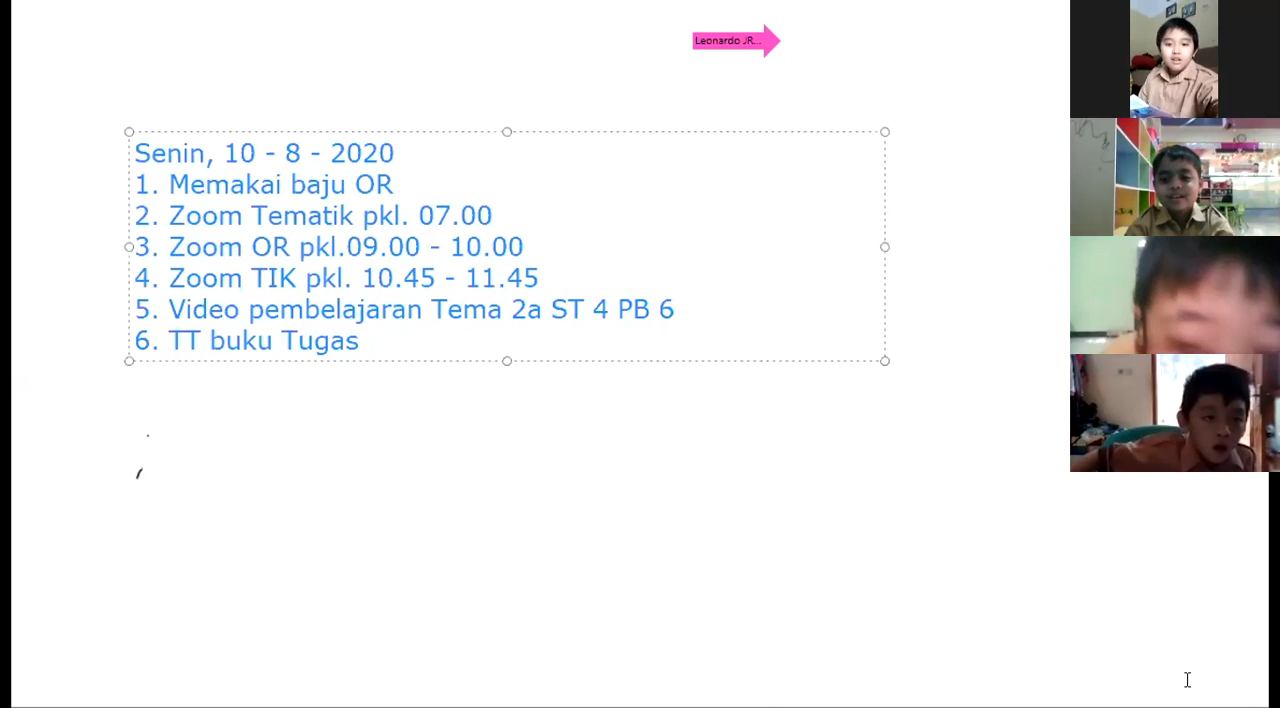 Leonardo JR...
Senin, 10 - 8 - 2020
1. Memakai baju OR
2. Zoom Tematik pkl. 07.00
3. Zoom OR pkl.09.00 - 10.00
4. Zoom TIK pkl. 10.45 - 11.45
5. Video pembelajaran Tema 2a ST 4 PB 6
6. TT buku Tugas